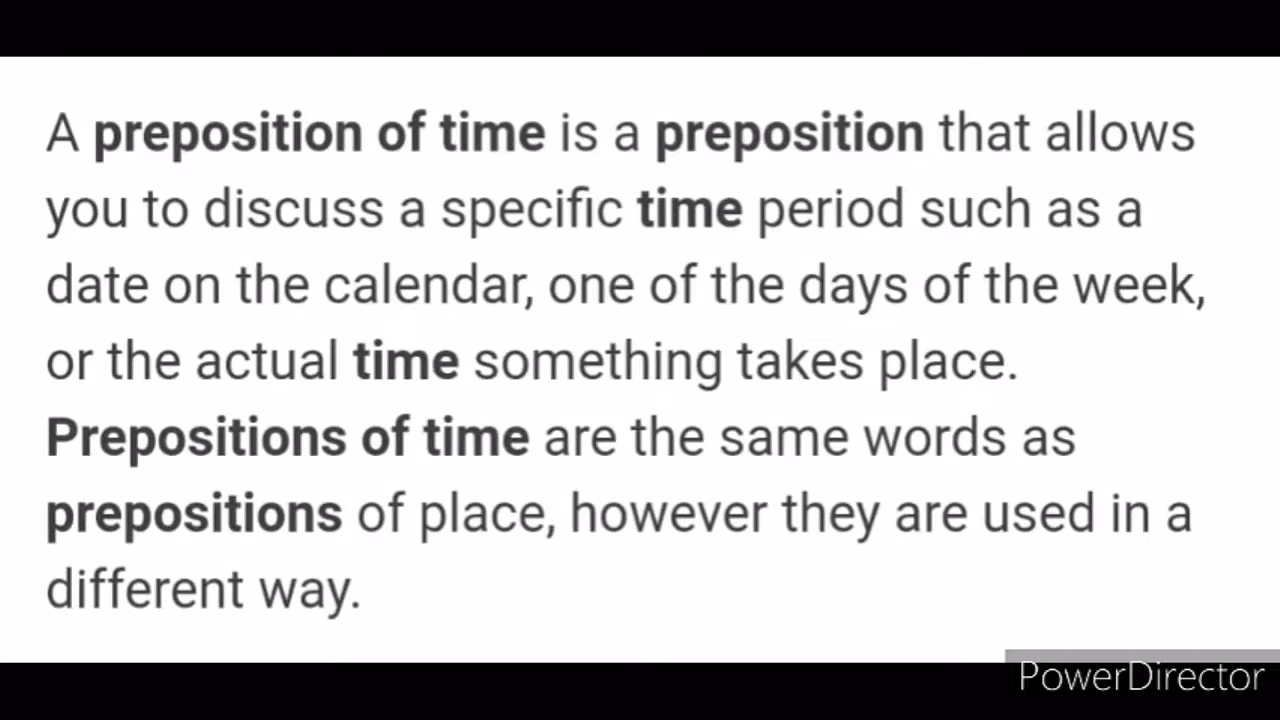 A preposition of time is a preposition that allows
you to discuss a specific time period such as a
date on the calendar, one of the days of the week,
or the actual time something takes place.
Prepositions of time are the same words as
prepositions of place, however they are used in a
different way.
PowerDirector